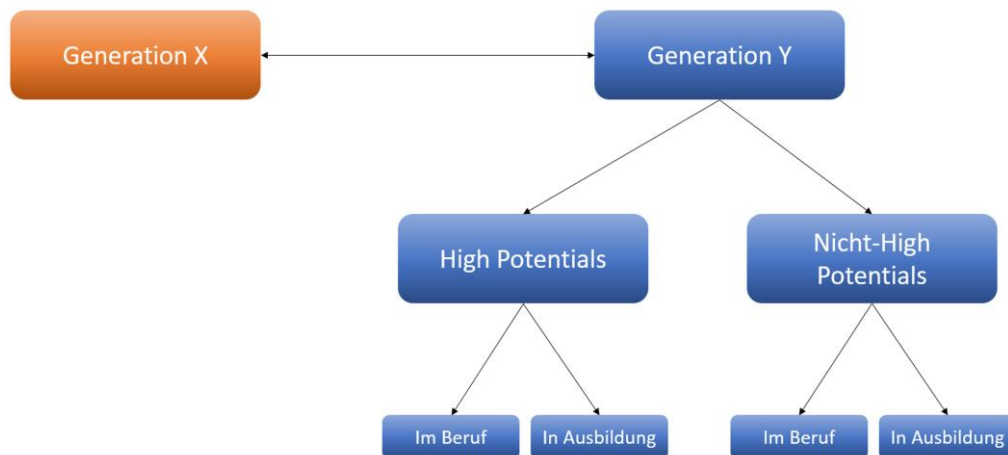 Generation X
Generation Y
High Potentials
Nicht-High
Potentials
Im Beruf
In Ausbildung
Im Beruf
In Ausbildung